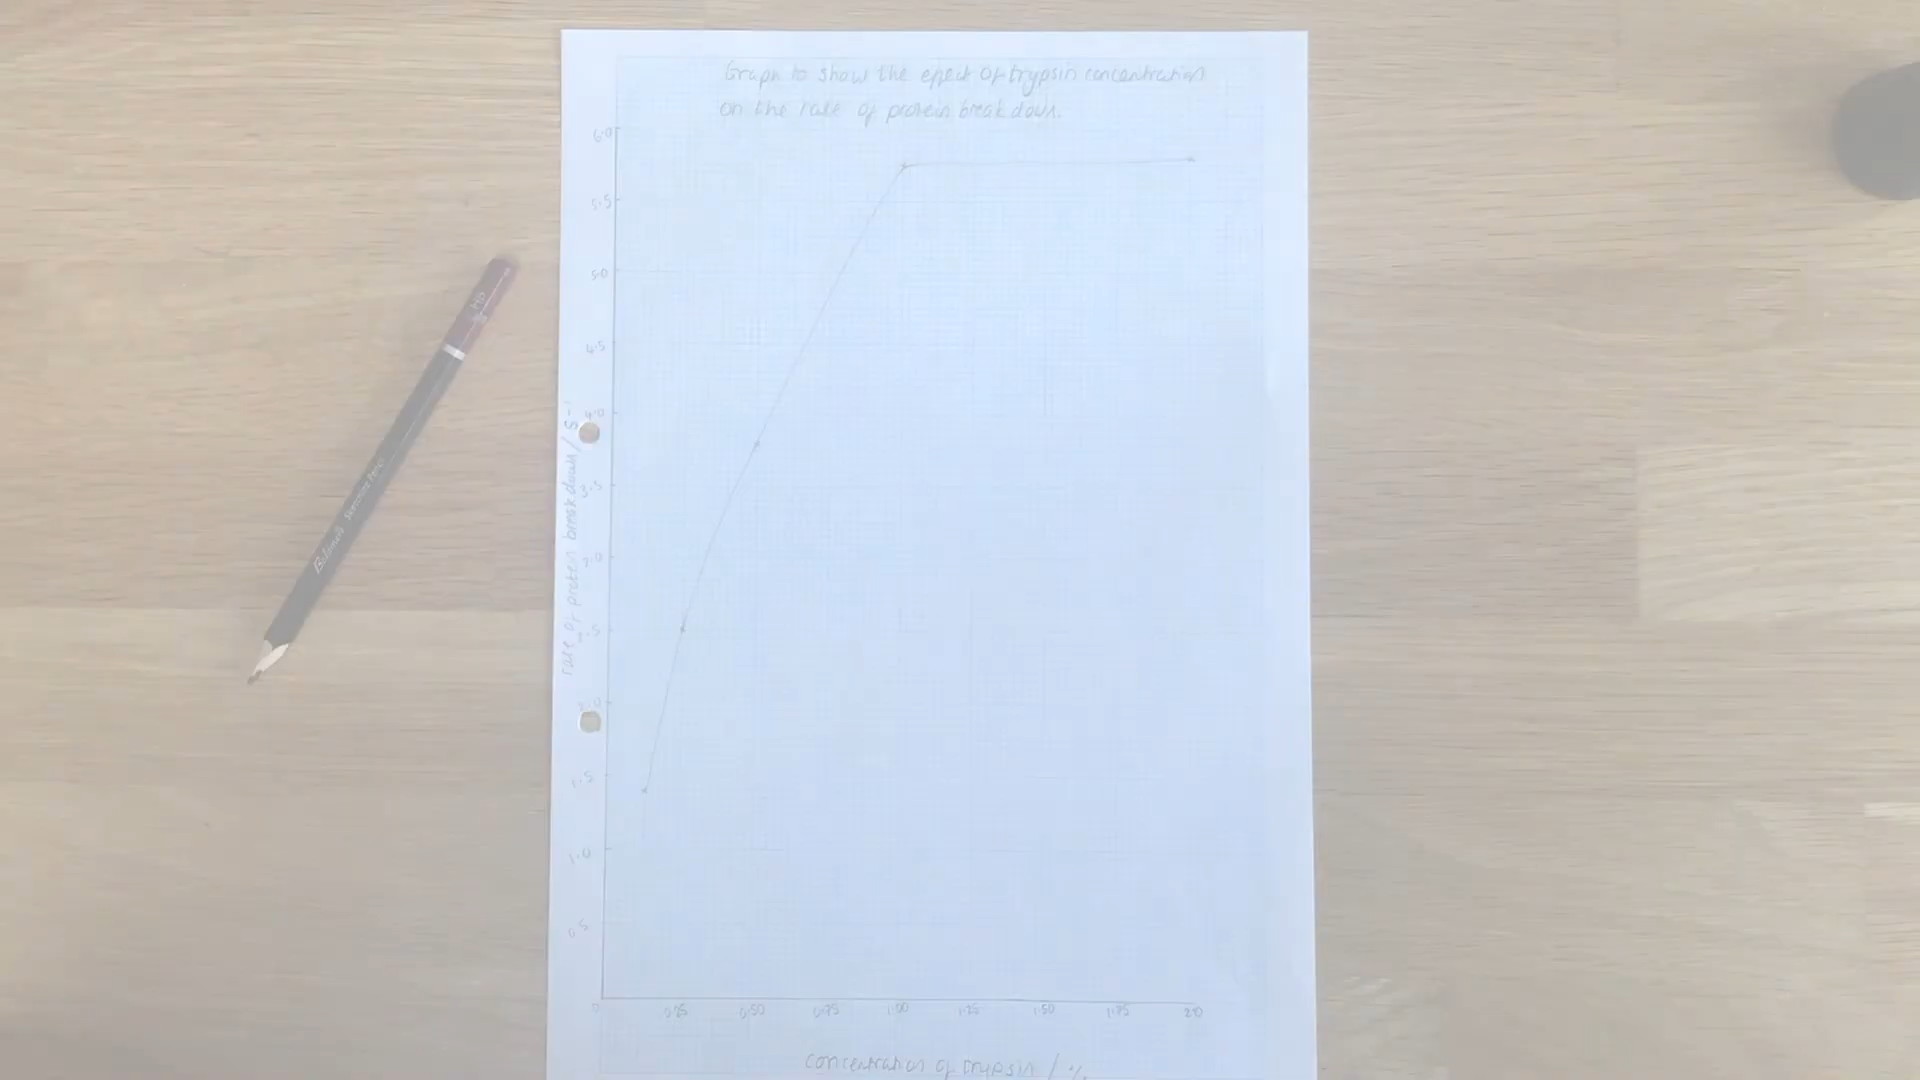 Graph to show the effect of trypsin concentration
on the rate of protein break down.
6.0
5.5
5.0
4.5
4.0
3.5
3.0
2.5
2.0
1.5
1.0
0.5
rate of protein break down / s⁻¹
0 0.25 0.50 0.75 1.00 1.25 1.50 1.75 2.0
concentration of trypsin / %
HB